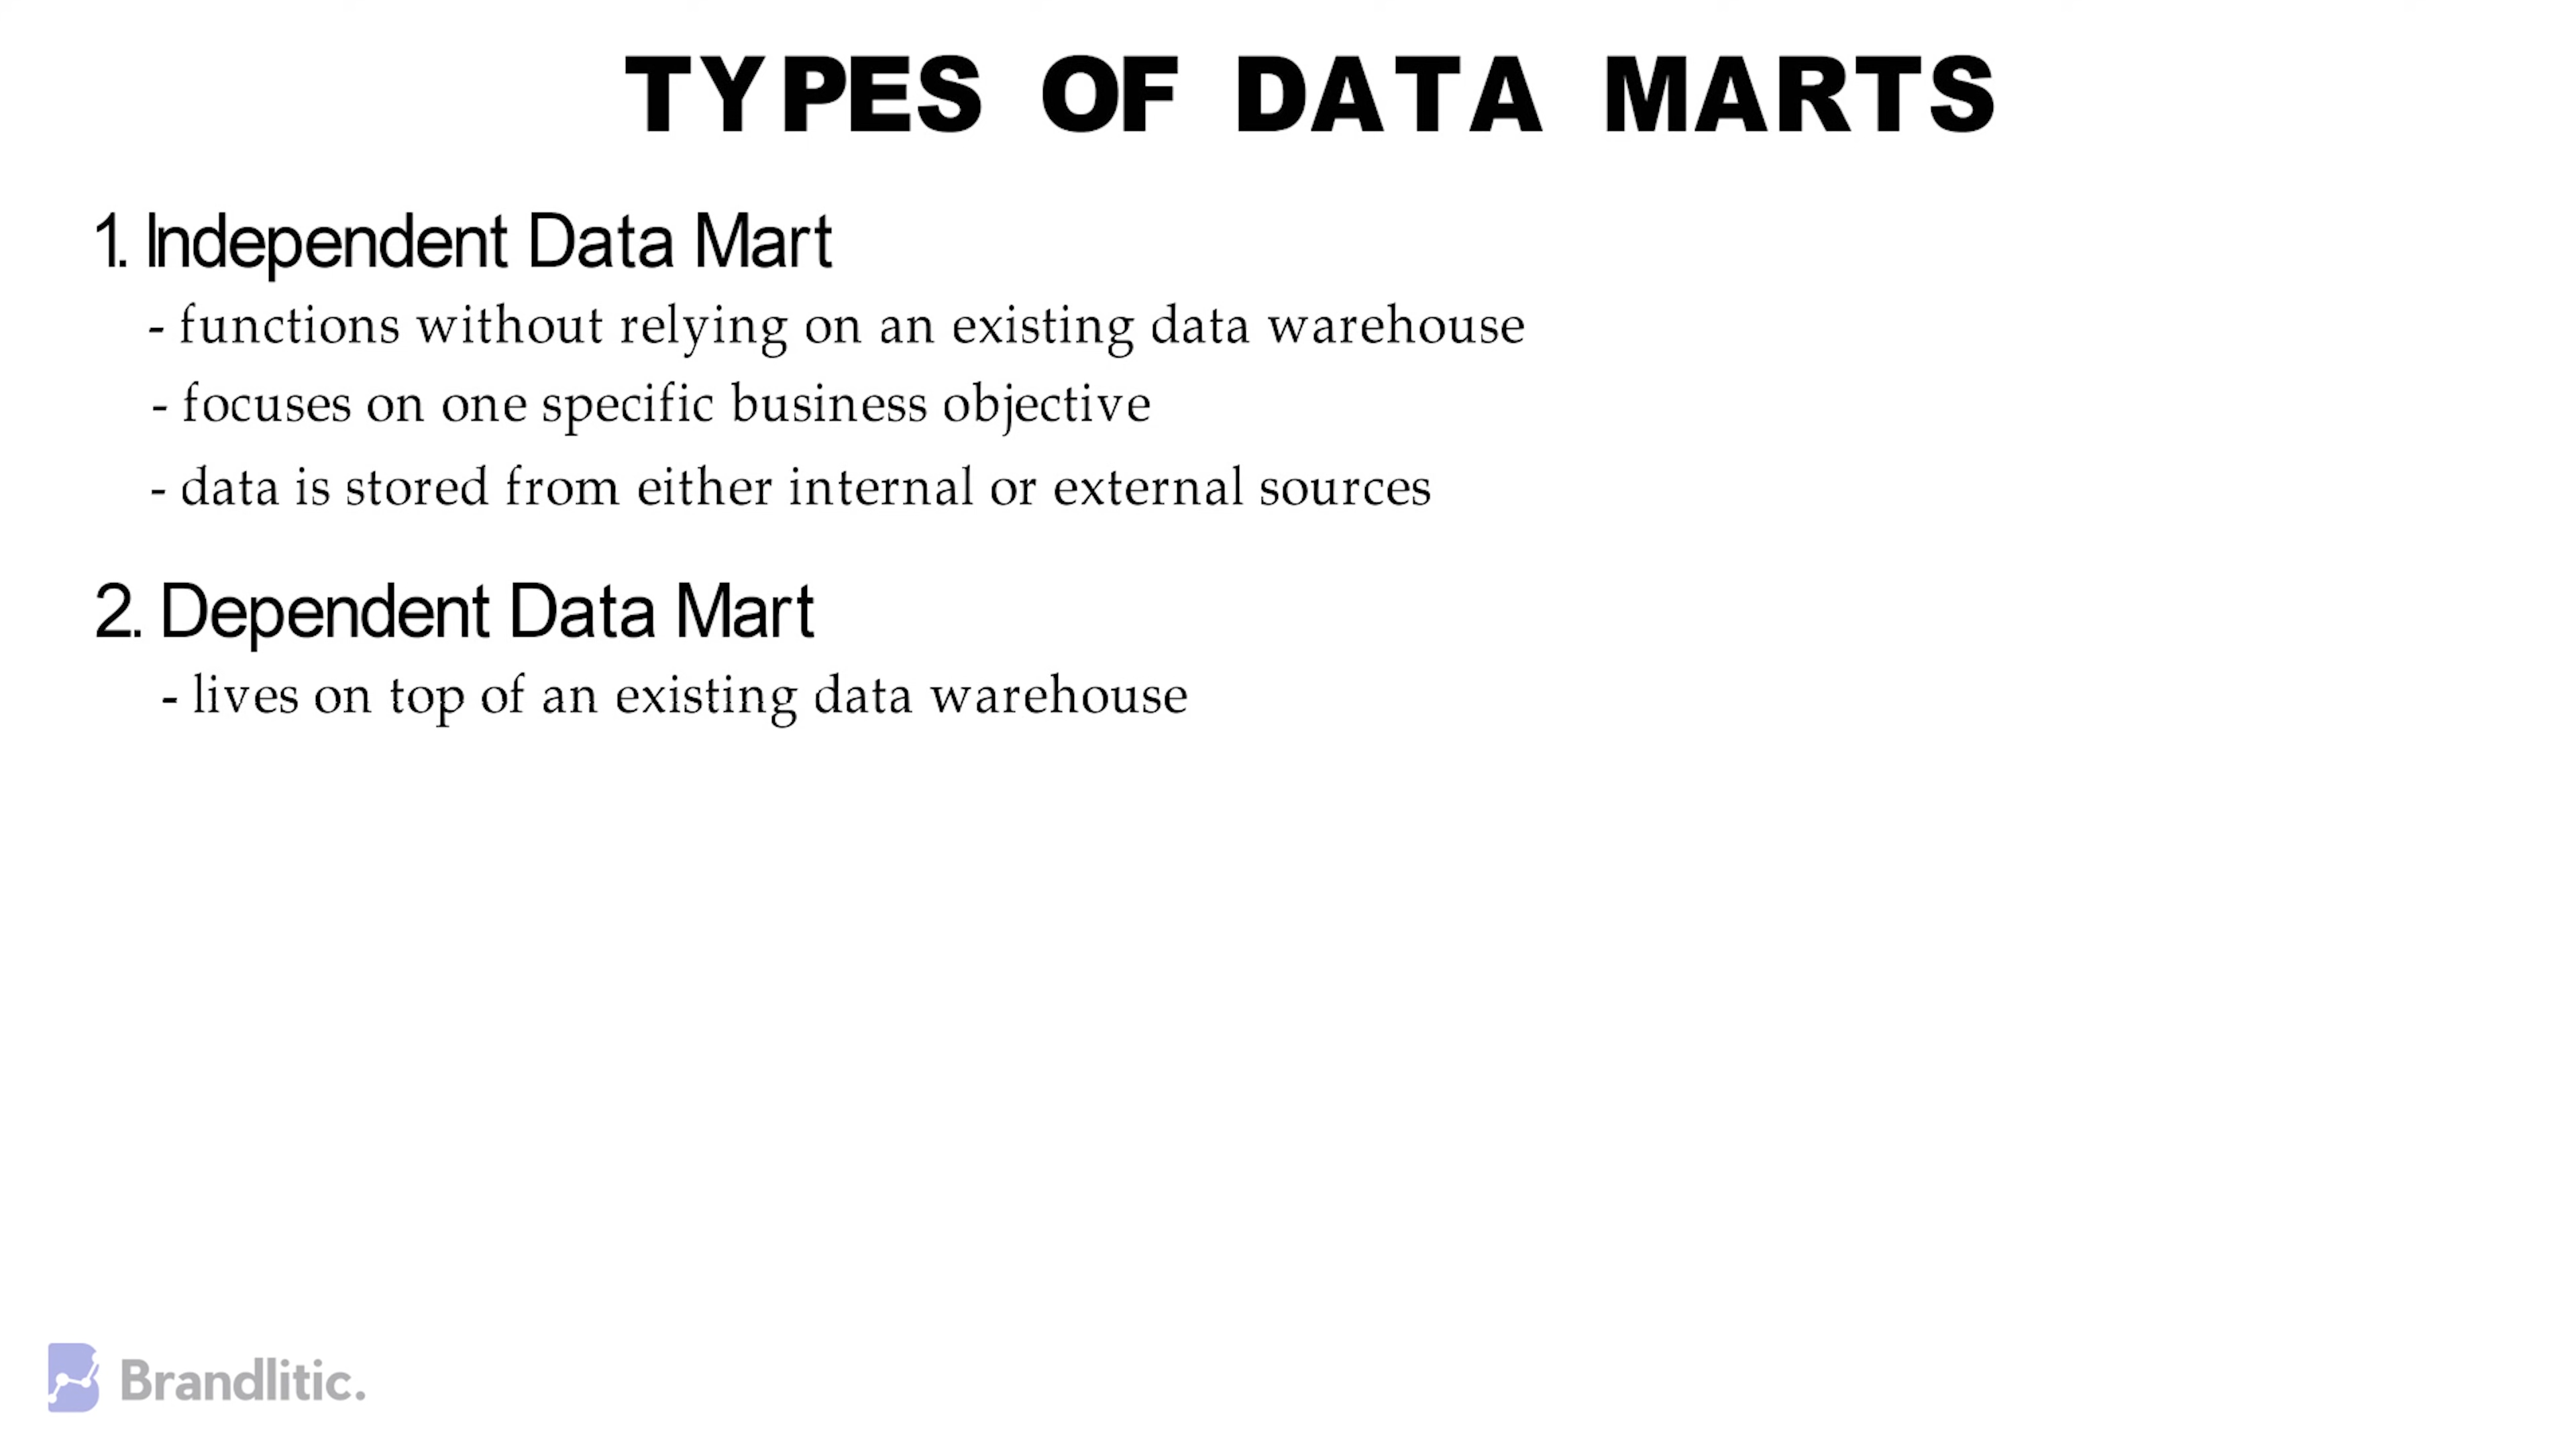 TYPES OF DATA MARTS
1. Independent Data Mart
- functions without relying on an existing data warehouse
- focuses on one specific business objective
- data is stored from either internal or external sources
2. Dependent Data Mart
- lives on top of an existing data warehouse
Brandlitic.